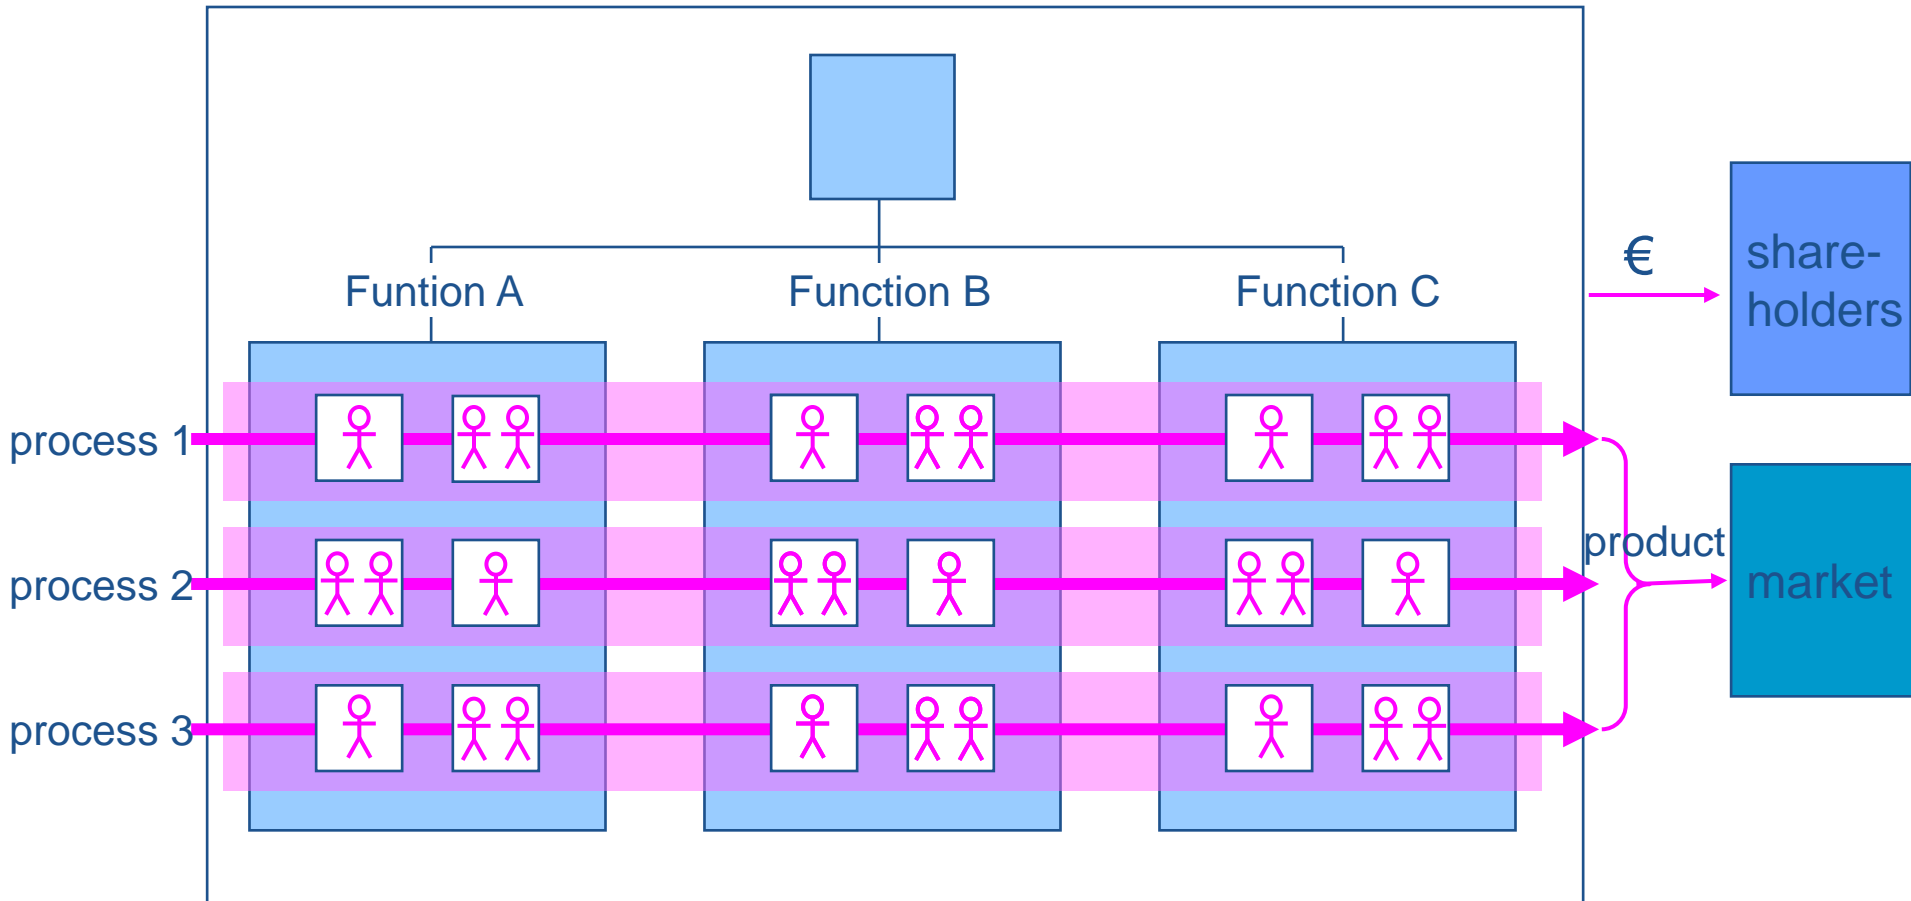 €
share-
holders
Funtion A
Function B
Function C
process 1
process 2
process 3
product
market